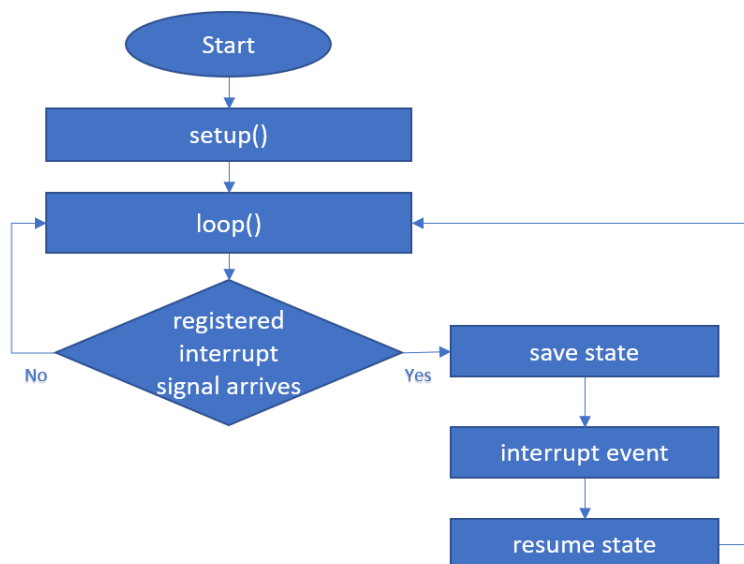 Start
setup()
loop()
registered
interrupt
signal arrives
No
Yes
save state
interrupt event
resume state